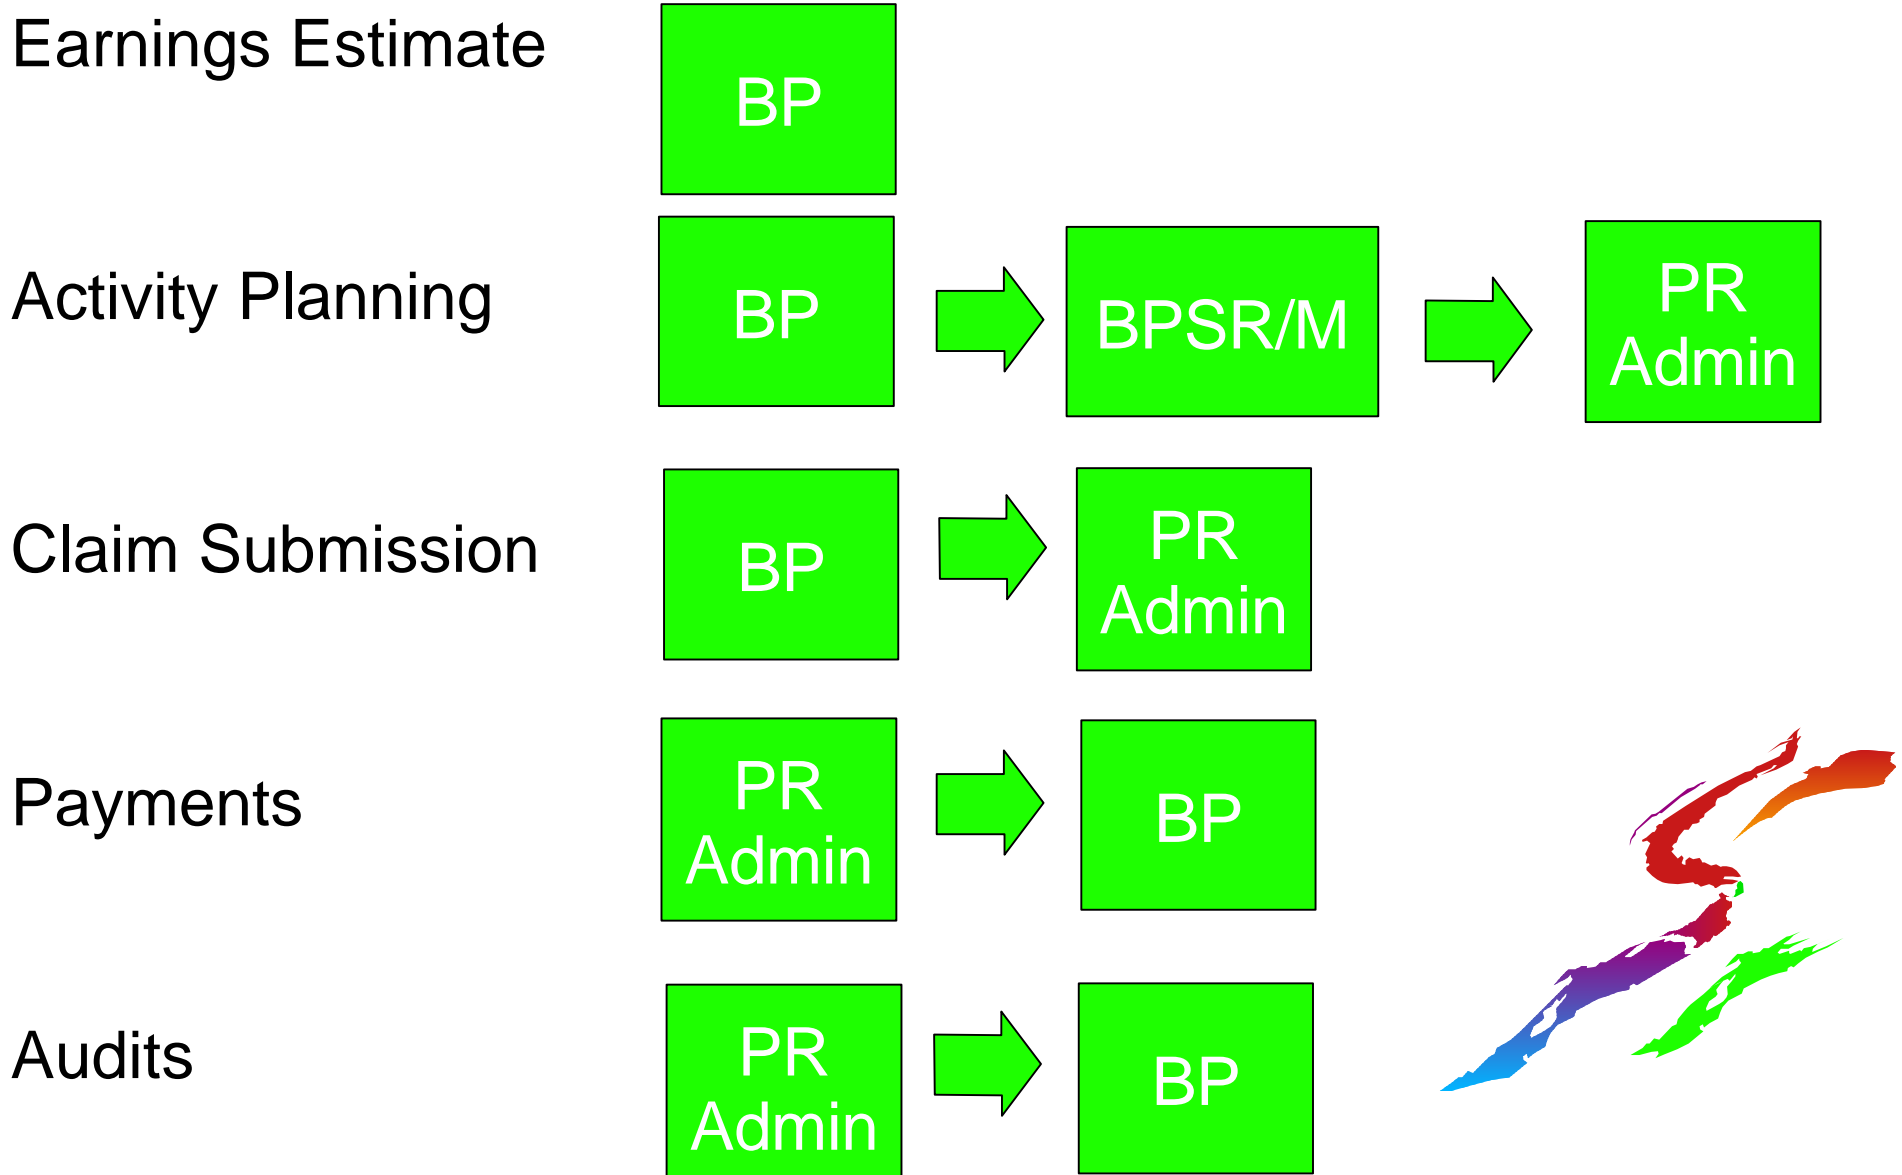 Earnings Estimate
BP
Activity Planning
BP
BPSR/M
PR
Admin
Claim Submission
BP
PR
Admin
Payments
PR
Admin
BP
Audits
PR
Admin
BP